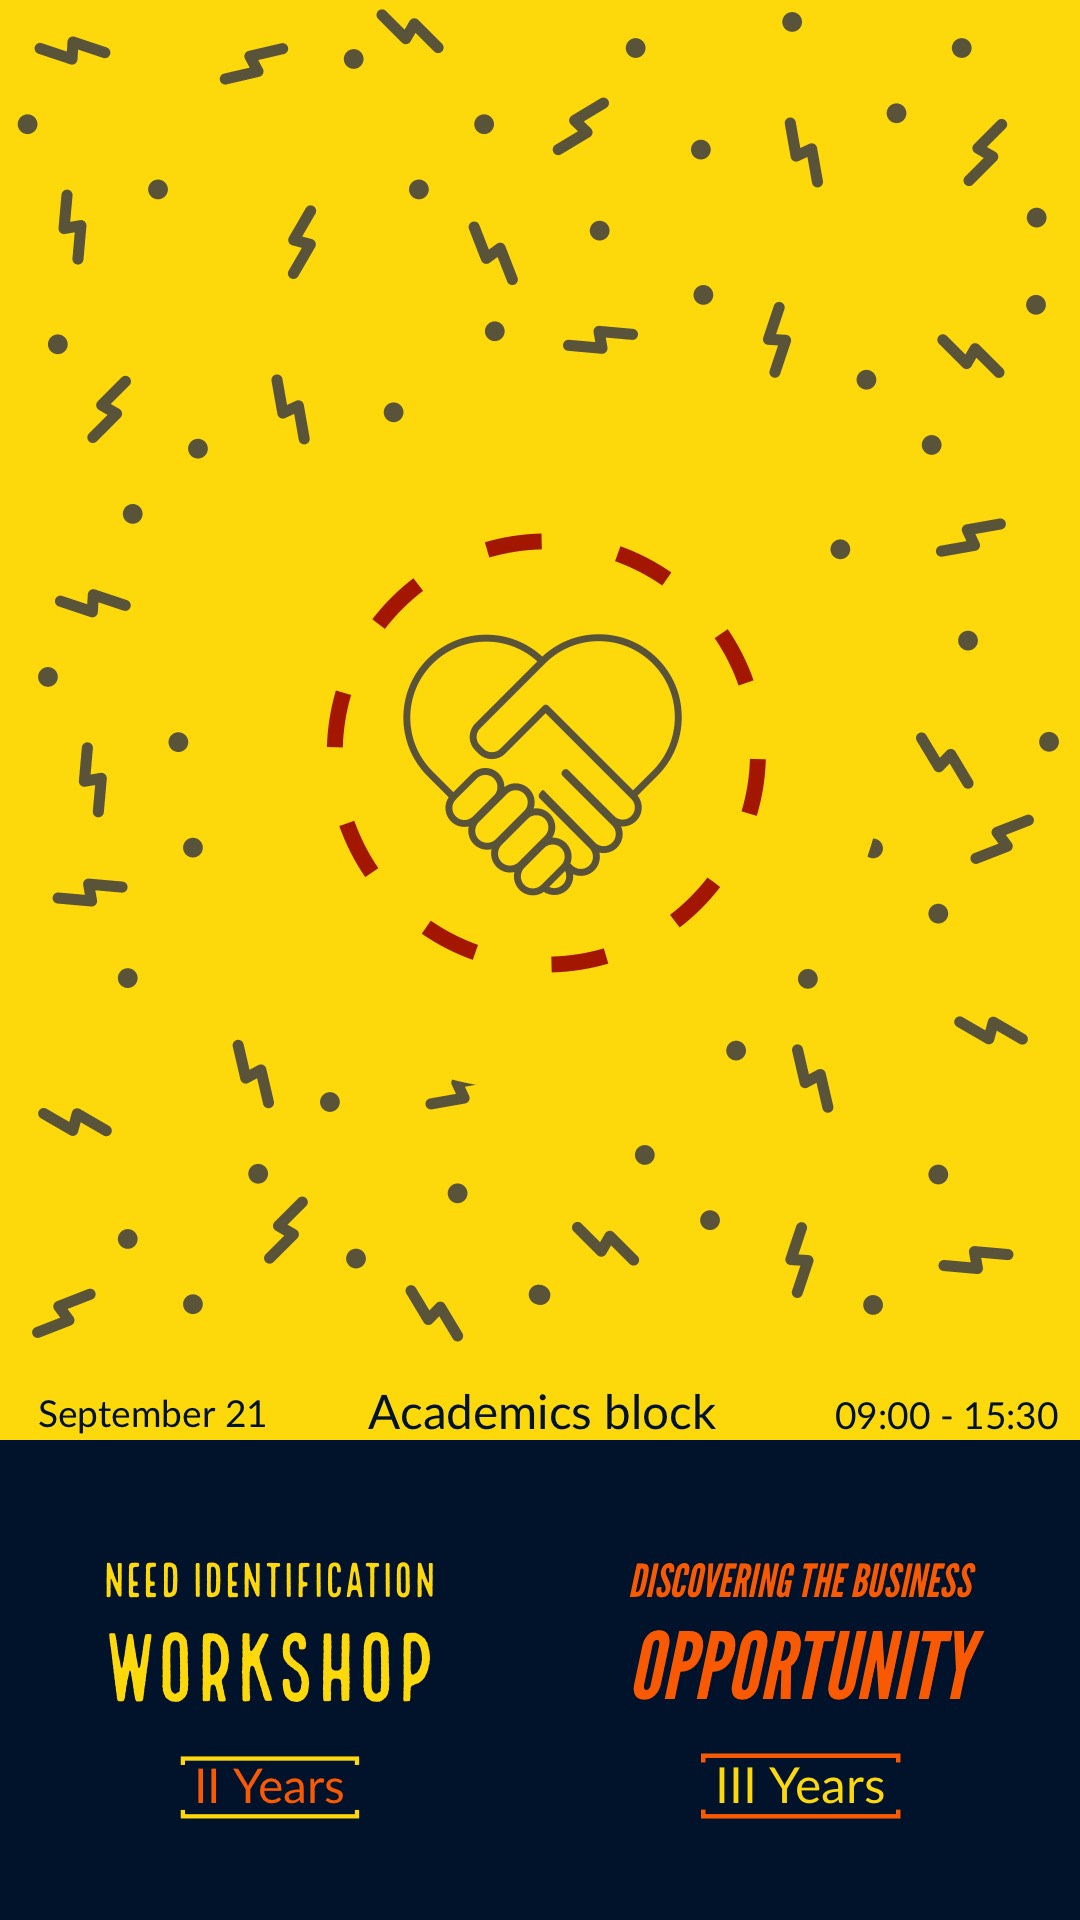 September 21
Academics block
09:00 - 15:30
NEED IDENTIFICATION
WORKSHOP
II Years
DISCOVERING THE BUSINESS
OPPORTUNITY
III Years